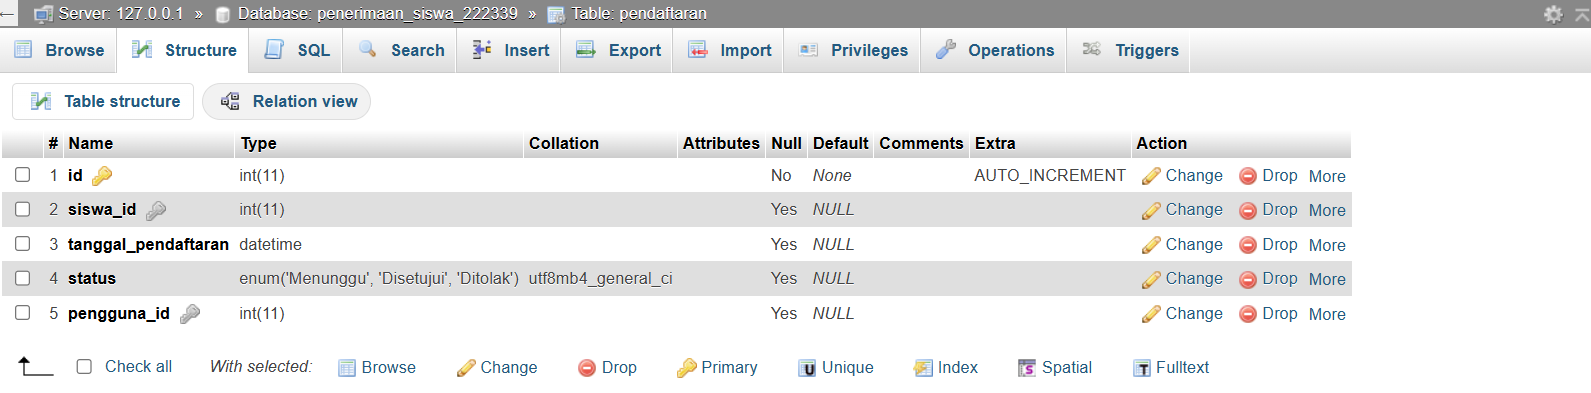 Server: 127.0.0.1 » Database: penerimaan_siswa_222339 » Table: pendaftaran
Browse Structure SQL Search Insert Export Import Privileges Operations Triggers
Table structure Relation view
# Name Type Collation Attributes Null Default Comments Extra Action
1 id int(11) No None AUTO_INCREMENT Change Drop More
2 siswa_id int(11) Yes NULL Change Drop More
3 tanggal_pendaftaran datetime Yes NULL Change Drop More
4 status enum('Menunggu', 'Disetujui', 'Ditolak') utf8mb4_general_ci Yes NULL Change Drop More
5 pengguna_id int(11) Yes NULL Change Drop More
Check all With selected: Browse Change Drop Primary Unique Index Spatial Fulltext